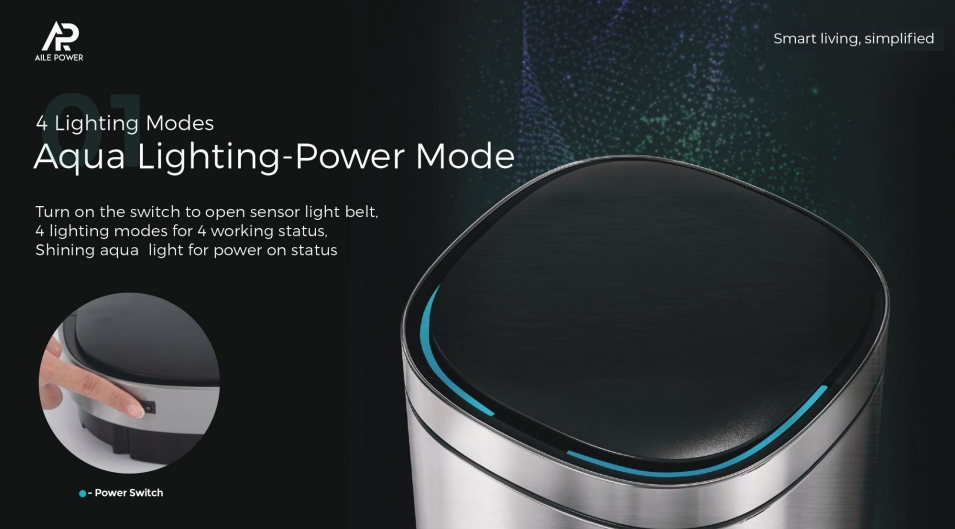 AILE POWER
Smart living, simplified
01
4 Lighting Modes
Aqua Lighting-Power Mode
Turn on the switch to open sensor light belt,
4 lighting modes for 4 working status,
Shining aqua light for power on status
- Power Switch